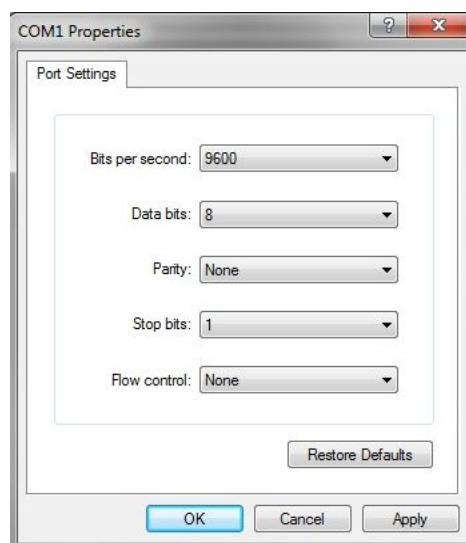 COM1 Properties
Port Settings
Bits per second: 9600
Data bits: 8
Parity: None
Stop bits: 1
Flow control: None
Restore Defaults
OK Cancel Apply